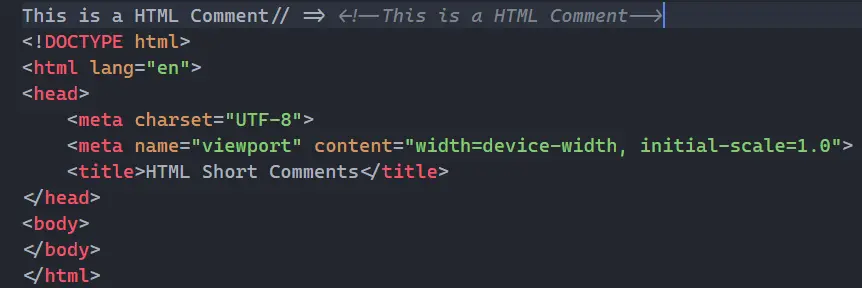 This is a HTML Comment// => <!--This is a HTML Comment-->
<!DOCTYPE html>
<html lang="en">
<head>
    <meta charset="UTF-8">
    <meta name="viewport" content="width=device-width, initial-scale=1.0">
    <title>HTML Short Comments</title>
</head>
<body>
</body>
</html>